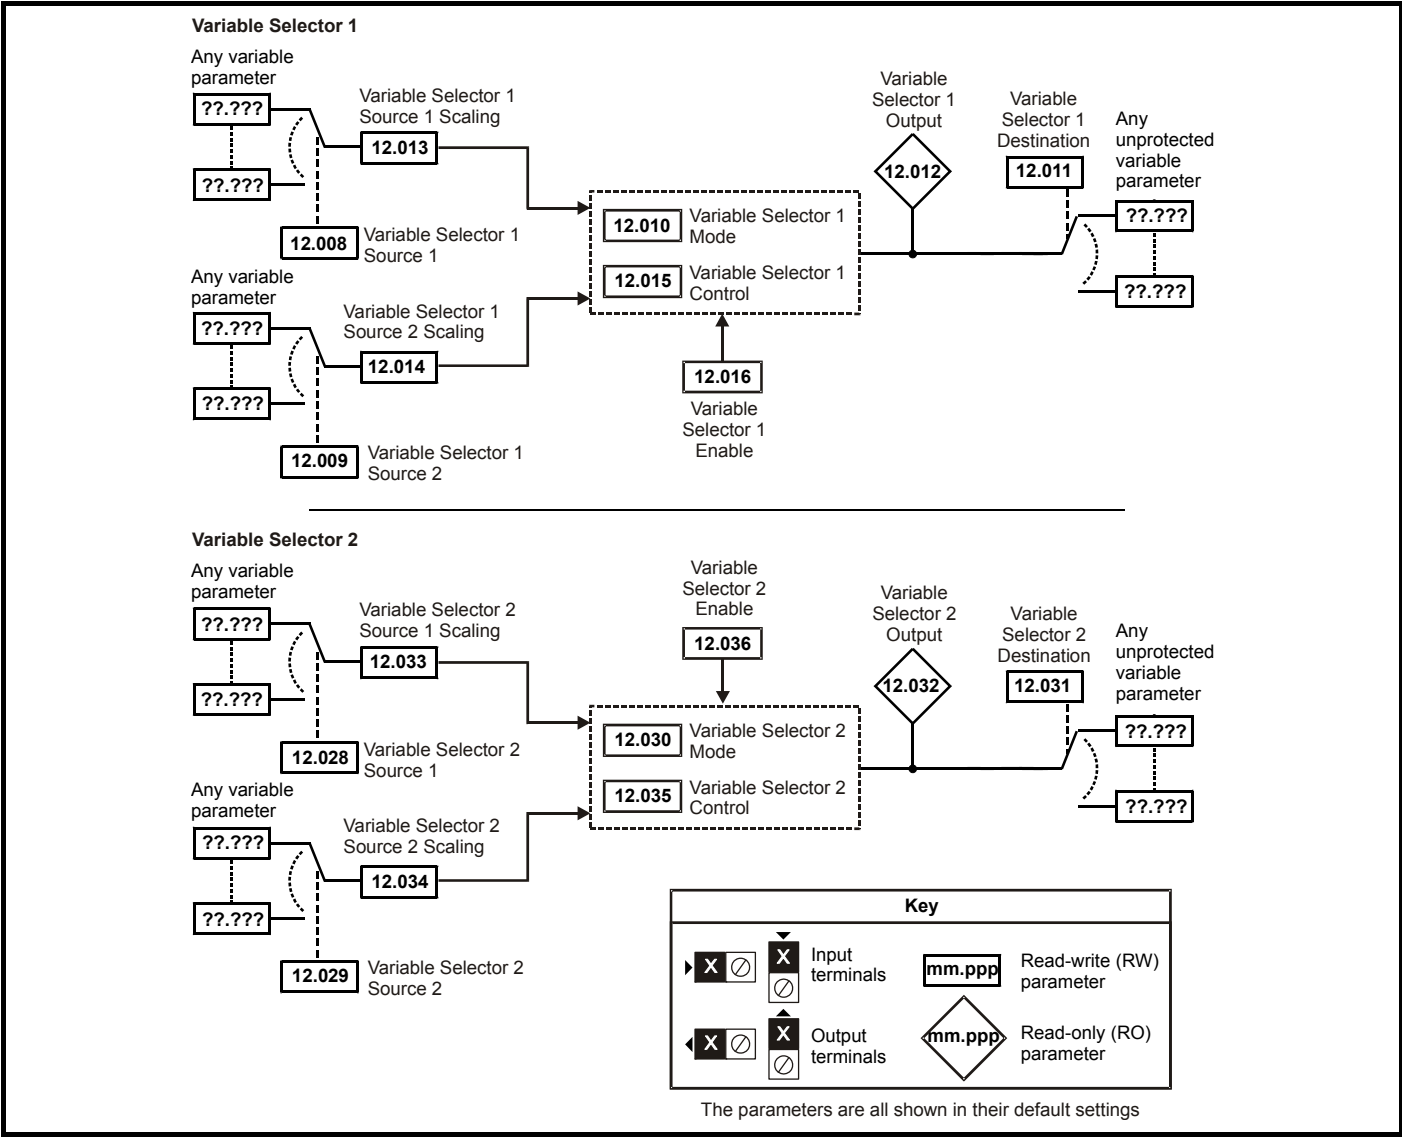 Variable Selector 1
Any variable
parameter
??.???
??.???
Variable Selector 1
Source 1 Scaling
12.013
12.008
Variable Selector 1
Source 1
Any variable
parameter
??.???
??.???
Variable Selector 1
Source 2 Scaling
12.014
12.009
Variable Selector 1
Source 2
12.010
Variable Selector 1
Mode
12.015
Variable Selector 1
Control
12.016
Variable
Selector 1
Enable
Variable
Selector 1
Output
12.012
Variable
Selector 1
Destination
12.011
Any
unprotected
variable
parameter
??.???
??.???
Variable Selector 2
Any variable
parameter
??.???
??.???
Variable Selector 2
Source 1 Scaling
12.033
12.028
Variable Selector 2
Source 1
Any variable
parameter
??.???
??.???
Variable Selector 2
Source 2 Scaling
12.034
12.029
Variable Selector 2
Source 2
Variable
Selector 2
Enable
12.036
12.030
Variable Selector 2
Mode
12.035
Variable Selector 2
Control
Variable
Selector 2
Output
12.032
Variable
Selector 2
Destination
12.031
Any
unprotected
variable
parameter
??.???
??.???
Key
X
X
Input
terminals
mm.ppp
Read-write (RW)
parameter
X
X
Output
terminals
mm.ppp
Read-only (RO)
parameter
The parameters are all shown in their default settings